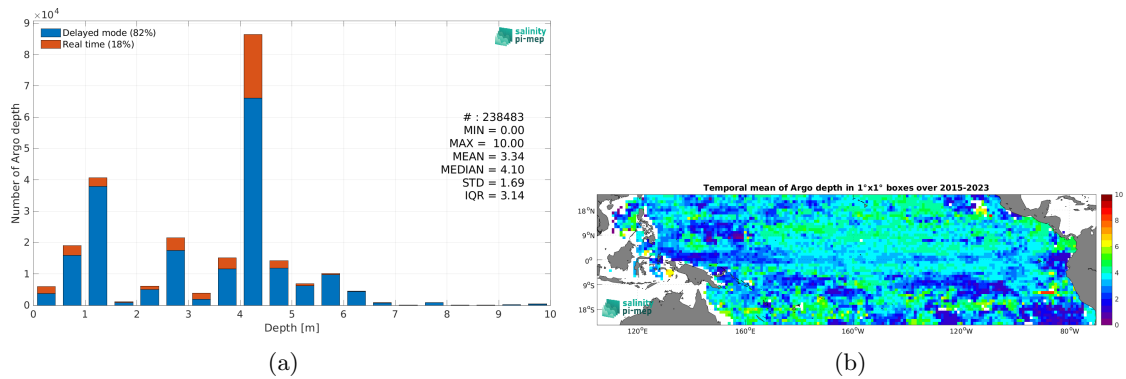 9 ×10⁴
8
7
6
5
4
3
2
1
0
Number of Argo depth
Delayed mode (82%)
Real time (18%)
salinity
pi-mep
# : 238483
MIN = 0.00
MAX = 10.00
MEAN = 3.34
MEDIAN = 4.10
STD = 1.69
IQR = 3.14
0 1 2 3 4 5 6 7 8 9 10
Depth [m]
(a)
Temporal mean of Argo depth in 1°x1° boxes over 2015-2023
18°N
9°N
0°
9°S
18°S
salinity
pi-mep
120°E 160°E 160°W 120°W 80°W
10
8
6
4
2
0
(b)